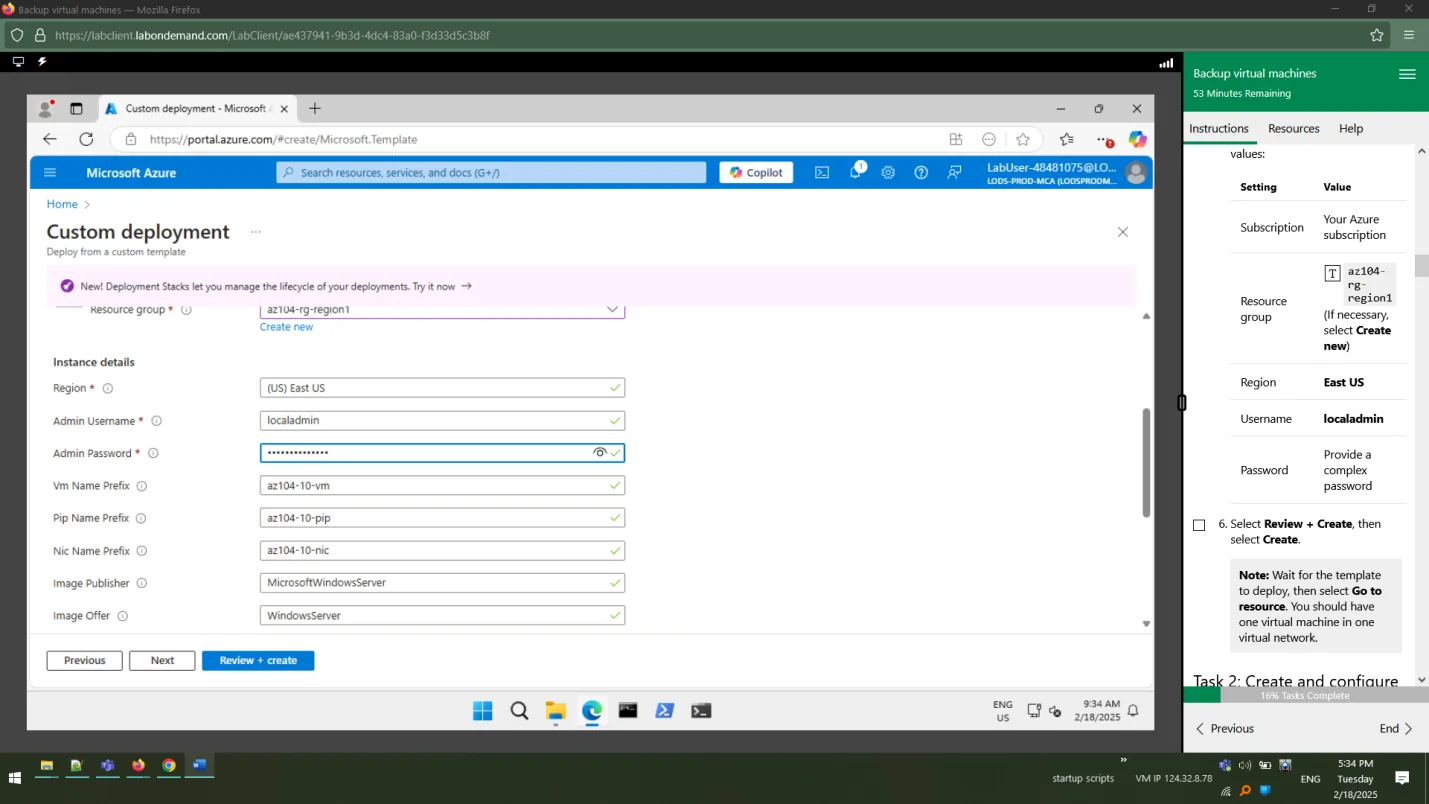 Backup virtual machines — Mozilla Firefox
https://labclient.labondemand.com/LabClient/ae437941-9b3d-4dc4-83a0-f3d33d5c3b8f
Custom deployment - Microsoft A
https://portal.azure.com/#create/Microsoft.Template
Microsoft Azure
Search resources, services, and docs (G+/)
Copilot
1
LabUser-48481075@LO...
LODS-PROD-MCA (LODSPRODM...
Home
Custom deployment
...
Deploy from a custom template
New! Deployment Stacks let you manage the lifecycle of your deployments. Try it now →
Resource group *
az104-rg-region1
Create new
Instance details
Region *
(US) East US
Admin Username *
localadmin
Admin Password *
••••••••••••••
Vm Name Prefix
az104-10-vm
Pip Name Prefix
az104-10-pip
Nic Name Prefix
az104-10-nic
Image Publisher
MicrosoftWindowsServer
Image Offer
WindowsServer
Previous
Next
Review + create
ENG
US
9:34 AM
2/18/2025
Backup virtual machines
53 Minutes Remaining
Instructions
Resources
Help
values:
Setting
Value
Subscription
Your Azure
subscription
Resource
group
T
az104-
rg-
region1
(If necessary,
select Create
new)
Region
East US
Username
localadmin
Password
Provide a
complex
password
6. Select Review + Create, then
select Create.
Note: Wait for the template
to deploy, then select Go to
resource. You should have
one virtual machine in one
virtual network.
Task 2: Create and configure
16% Tasks Complete
Previous
End
startup scripts
VM IP 124.32.8.78
ENG
5:34 PM
Tuesday
2/18/2025